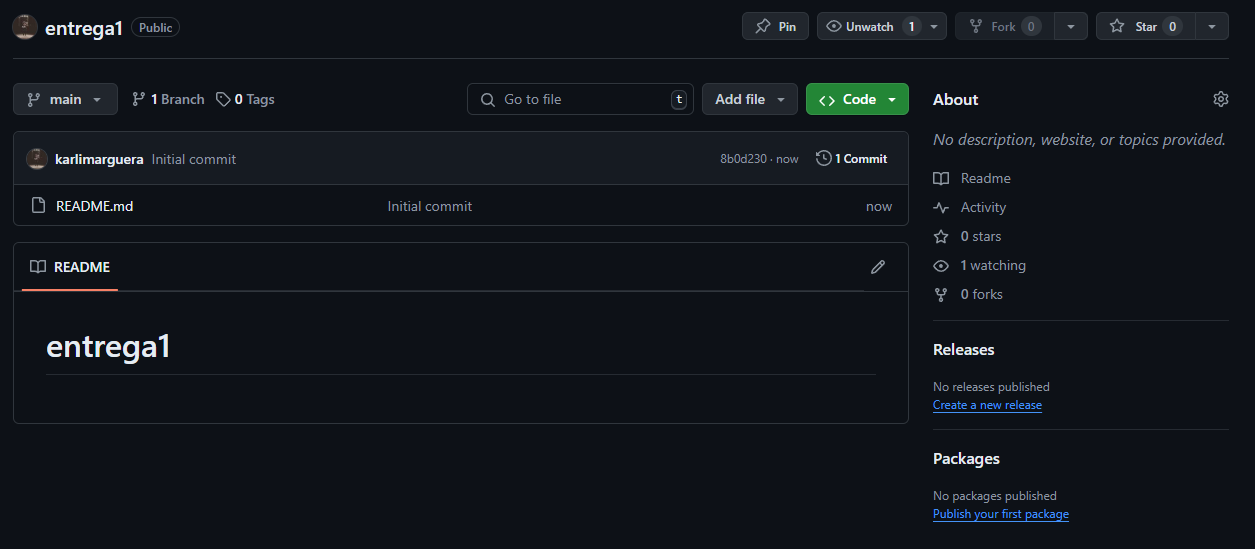 entrega1 Public Pin Unwatch 1 Fork 0 Star 0
main 1 Branch 0 Tags Go to file t Add file Code
karlimarguera Initial commit 8b0d230 · now 1 Commit
README.md Initial commit now
README
entrega1
About
No description, website, or topics provided.
Readme
Activity
0 stars
1 watching
0 forks
Releases
No releases published
Create a new release
Packages
No packages published
Publish your first package